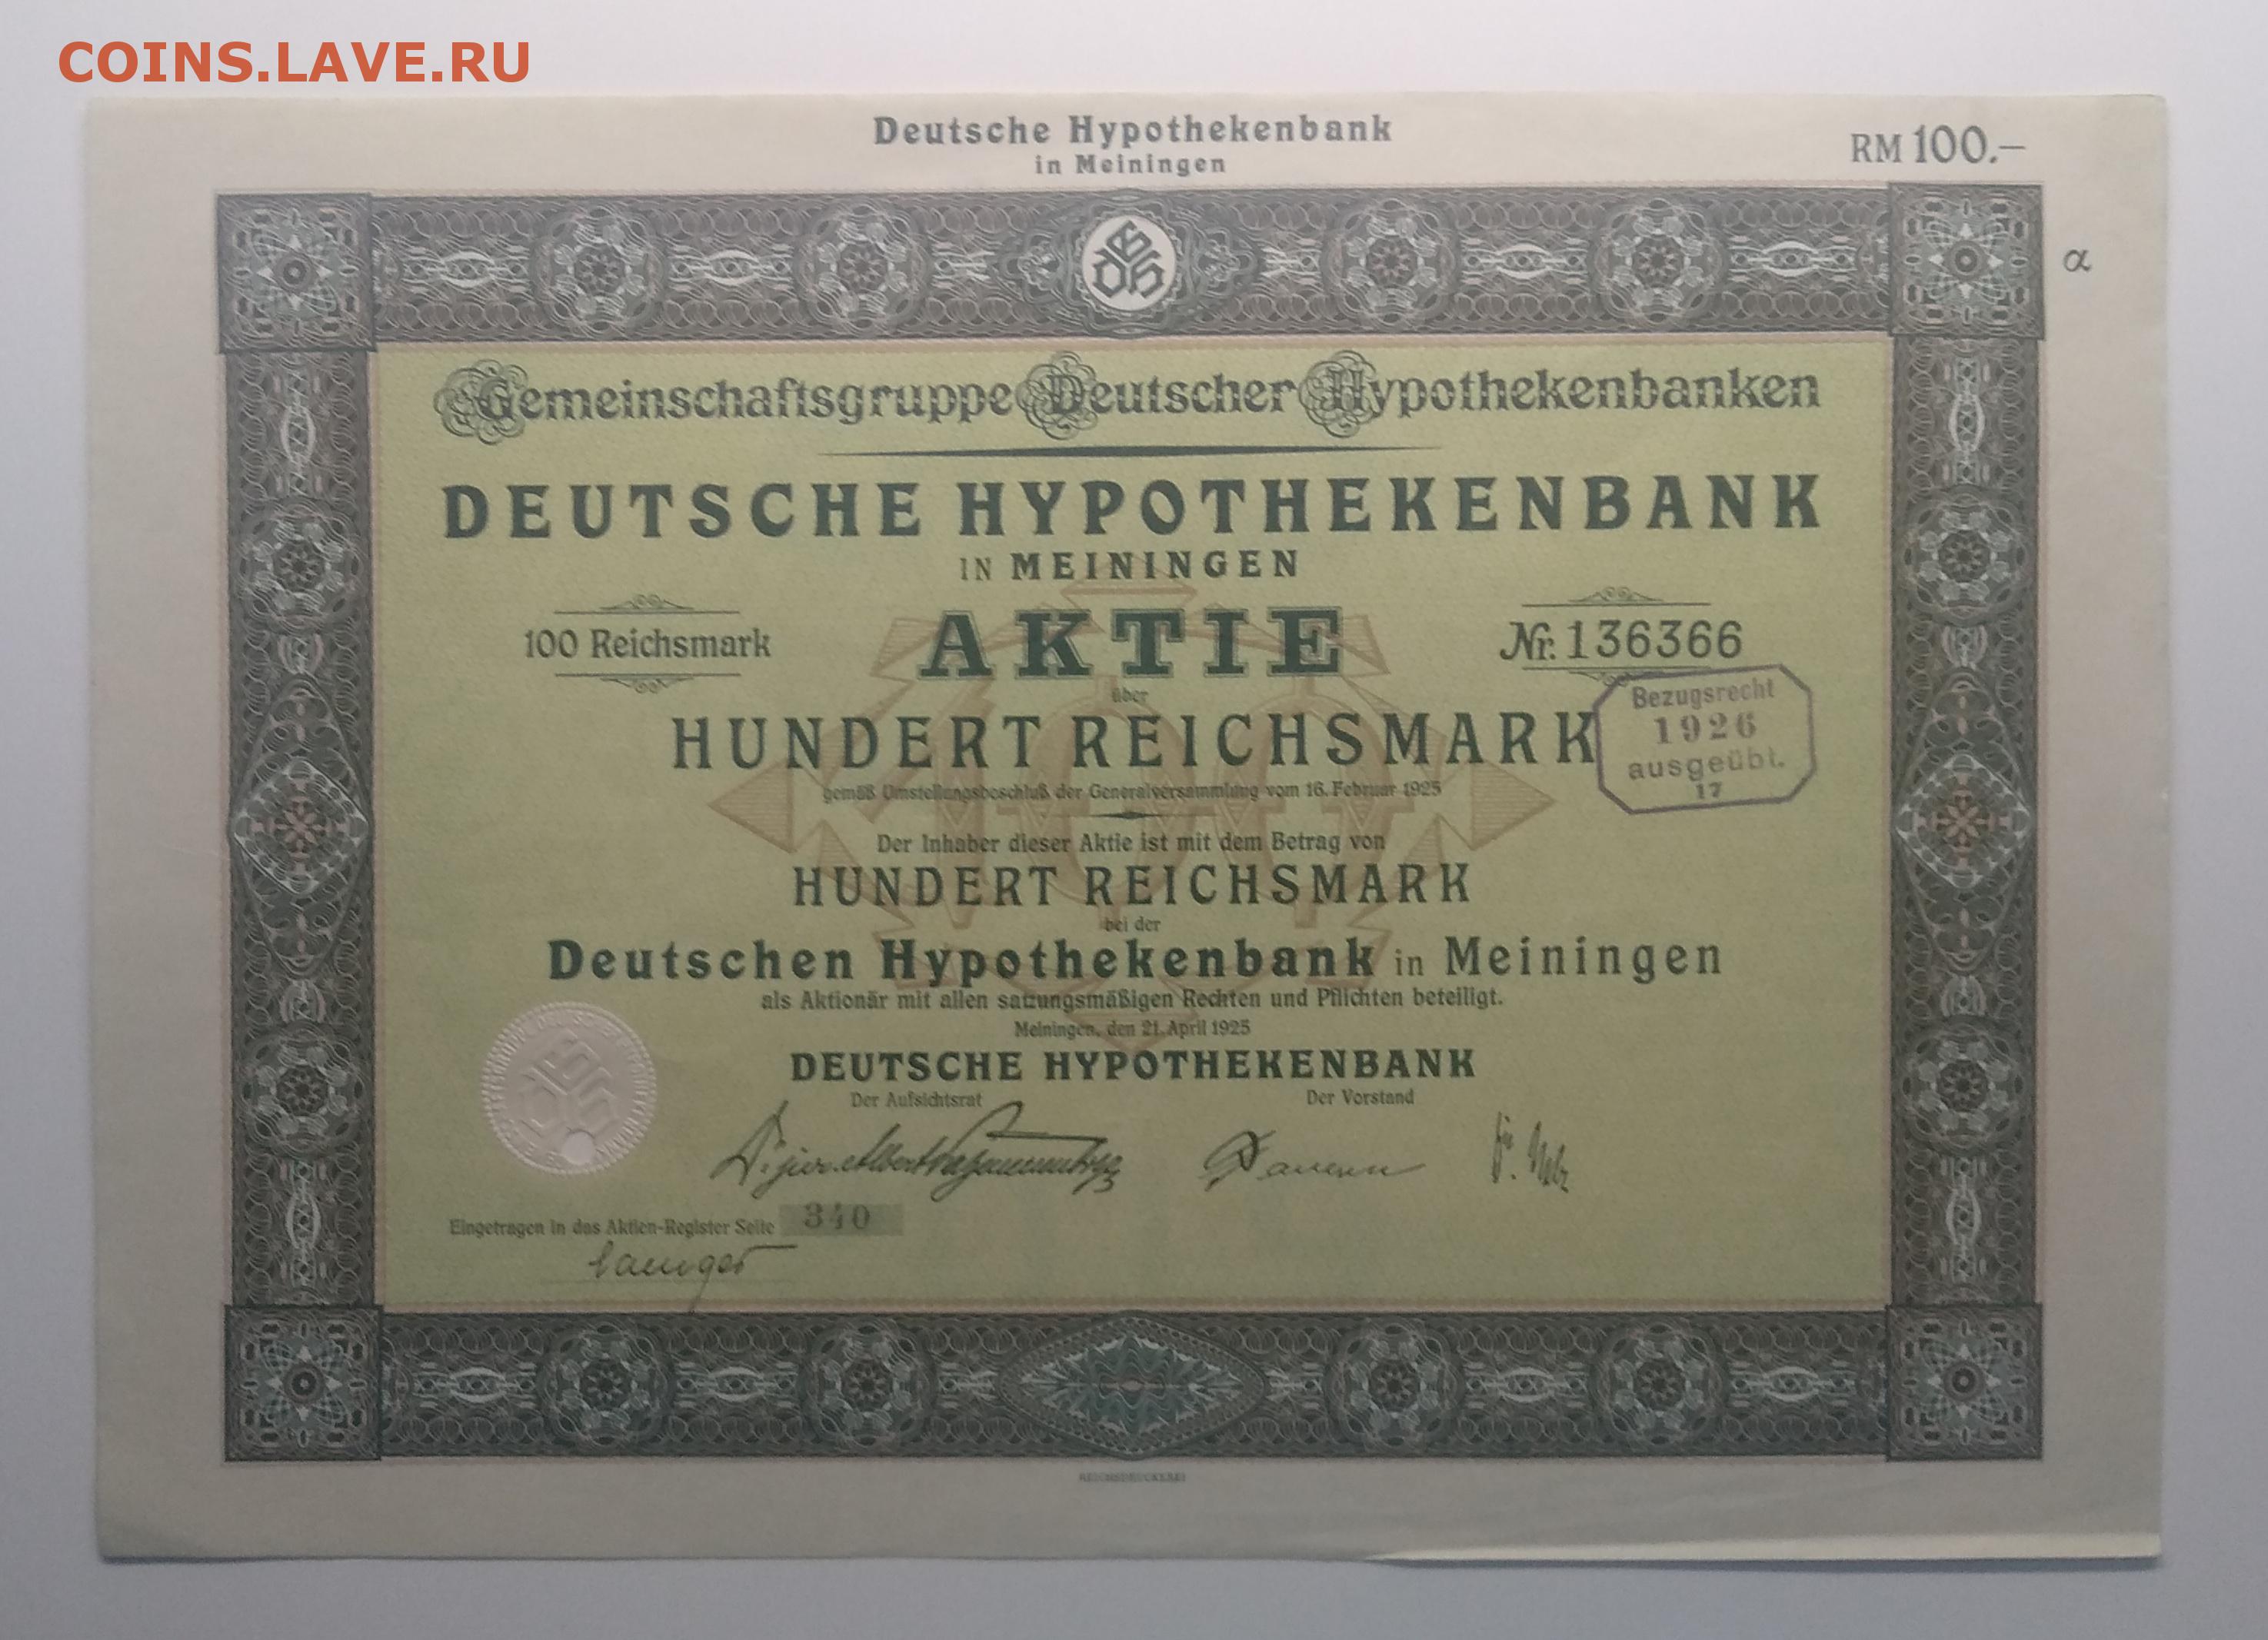 COINS.LAVE.RU
Deutsche Hypothekenbank
in Meiningen
RM 100.–
α
Gemeinschaftsgruppe Deutscher Hypothekenbanken
DEUTSCHE HYPOTHEKENBANK
IN MEININGEN
100 Reichsmark
AKTIE
Nr. 136366
über
HUNDERT REICHSMARK
Bezugsrecht
1926
ausgeübt.
17
gemäß Umstellungsbeschluß der Generalversammlung vom 16. Februar 1925
Der Inhaber dieser Aktie ist mit dem Betrag von
HUNDERT REICHSMARK
bei der
Deutschen Hypothekenbank in Meiningen
als Aktionär mit allen satzungsmäßigen Rechten und Pflichten beteiligt.
Meiningen, den 21. April 1925
DEUTSCHE HYPOTHEKENBANK
Der Aufsichtsrat
Der Vorstand
Eingetragen in das Aktien-Register Seite 340
REICHSDRUCKEREI